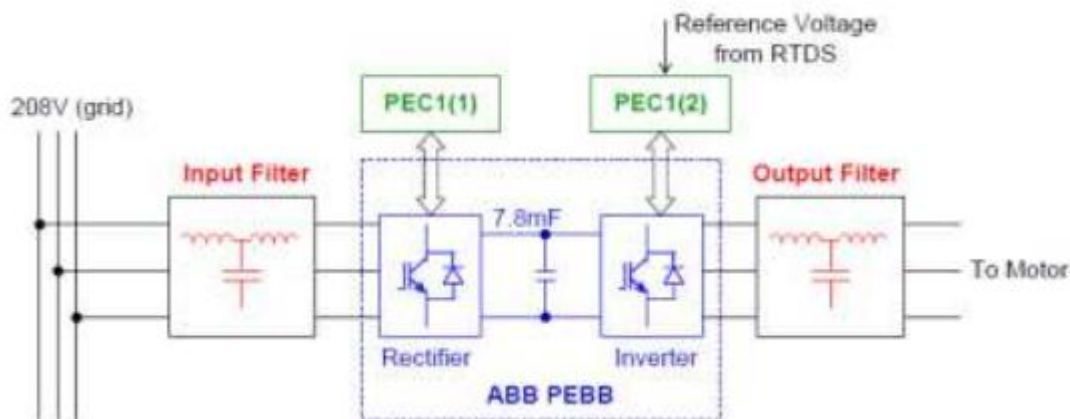 Reference Voltage
from RTDS
PEC1(1)
PEC1(2)
208V (grid)
Input Filter
Output Filter
7.8mF
To Motor
Rectifier
Inverter
ABB PEBB